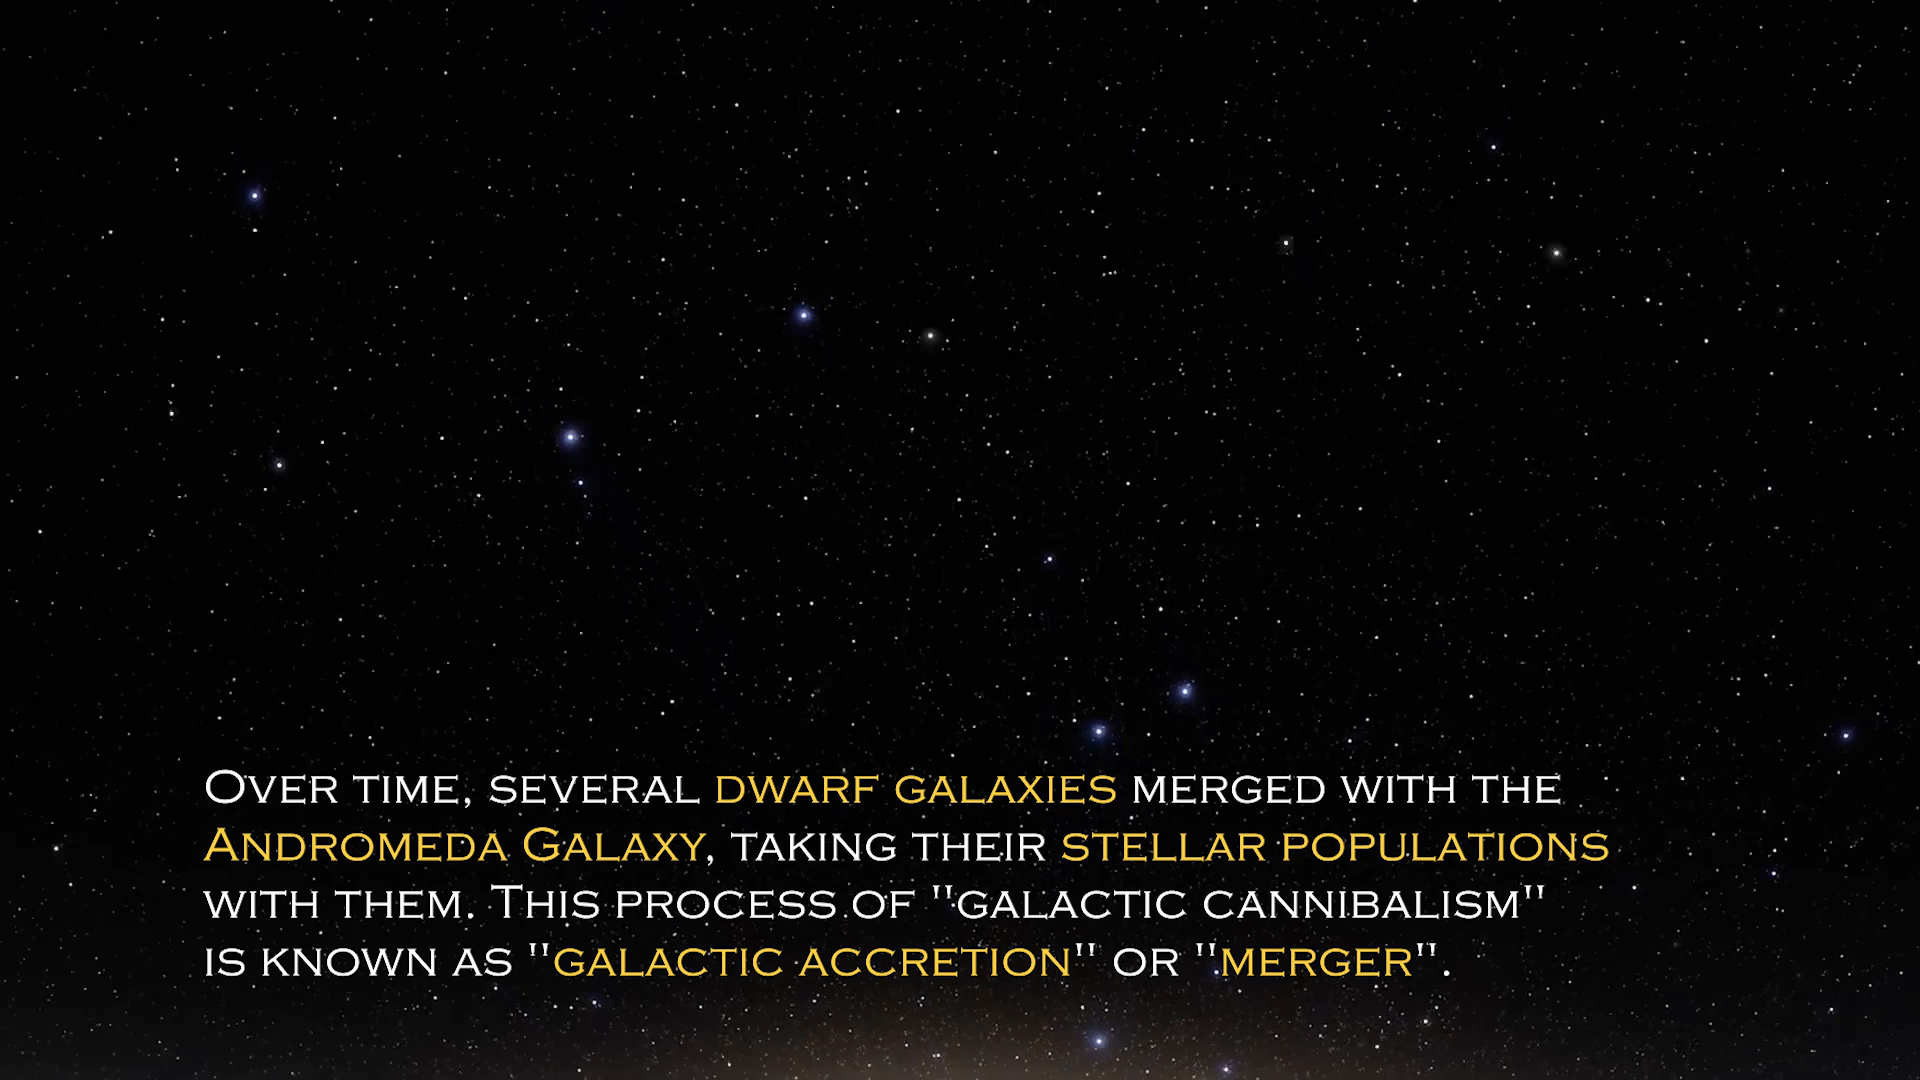 Over time, several dwarf galaxies merged with the
Andromeda Galaxy, taking their stellar populations
with them. This process of "galactic cannibalism"
is known as "galactic accretion" or "merger".